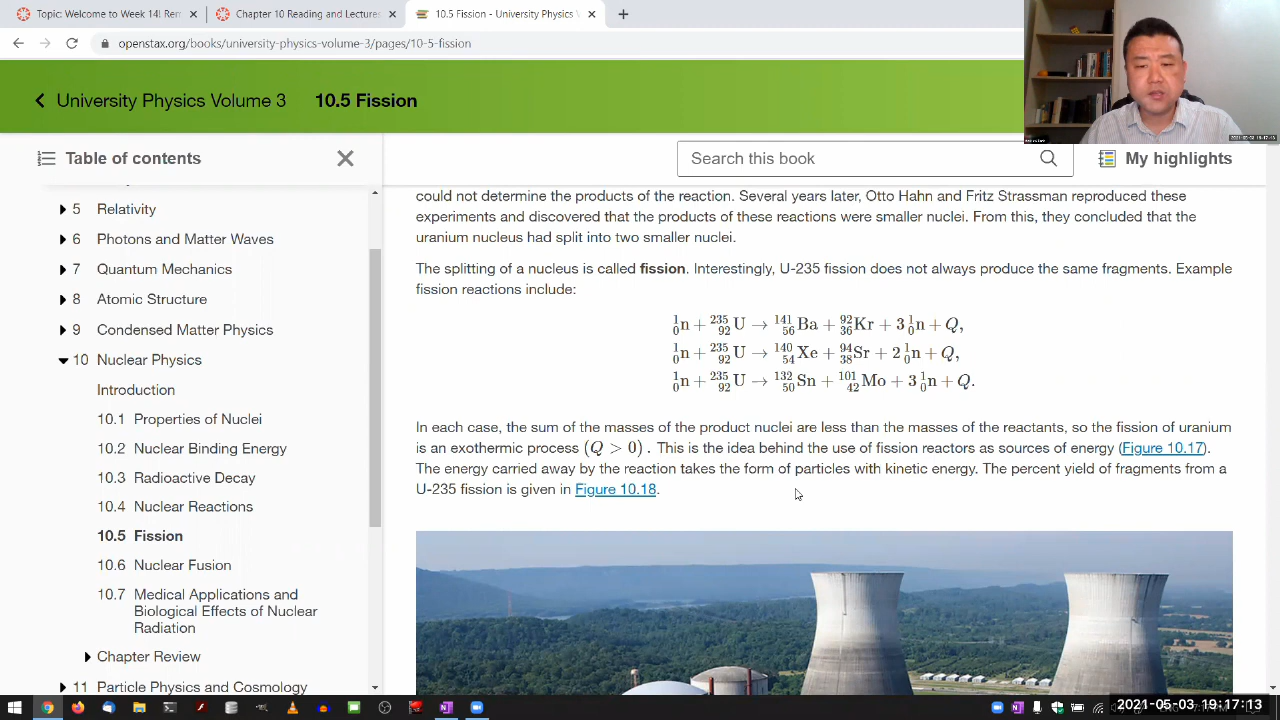 Topic: Welcome to Week 14| Rem
Chapter 10 Reading and Lectures
10.5 Fission - University Physics V
openstax.org/books/university-physics-volume-3/pages/10-5-fission
University Physics Volume 3 10.5 Fission
2021-05-03 19:17:13
Table of contents
Search this book
My highlights
5 Relativity
6 Photons and Matter Waves
7 Quantum Mechanics
8 Atomic Structure
9 Condensed Matter Physics
10 Nuclear Physics
Introduction
10.1 Properties of Nuclei
10.2 Nuclear Binding Energy
10.3 Radioactive Decay
10.4 Nuclear Reactions
10.5 Fission
10.6 Nuclear Fusion
10.7 Medical Applications and
Biological Effects of Nuclear
Radiation
Chapter Review
11 Particle Physics and Cosmology
could not determine the products of the reaction. Several years later, Otto Hahn and Fritz Strassman reproduced these
experiments and discovered that the products of these reactions were smaller nuclei. From this, they concluded that the
uranium nucleus had split into two smaller nuclei.
The splitting of a nucleus is called fission. Interestingly, U-235 fission does not always produce the same fragments. Example
fission reactions include:
¹₀n + ²³⁵₉₂U → ¹⁴¹₅₆Ba + ⁹²₃₆Kr + 3 ¹₀n + Q,
¹₀n + ²³⁵₉₂U → ¹⁴⁰₅₄Xe + ⁹⁴₃₈Sr + 2 ¹₀n + Q,
¹₀n + ²³⁵₉₂U → ¹³²₅₀Sn + ¹⁰¹₄₂Mo + 3 ¹₀n + Q.
In each case, the sum of the masses of the product nuclei are less than the masses of the reactants, so the fission of uranium
is an exothermic process (Q > 0). This is the idea behind the use of fission reactors as sources of energy (Figure 10.17).
The energy carried away by the reaction takes the form of particles with kinetic energy. The percent yield of fragments from a
U-235 fission is given in Figure 10.18.
2021-05-03 19:17:13